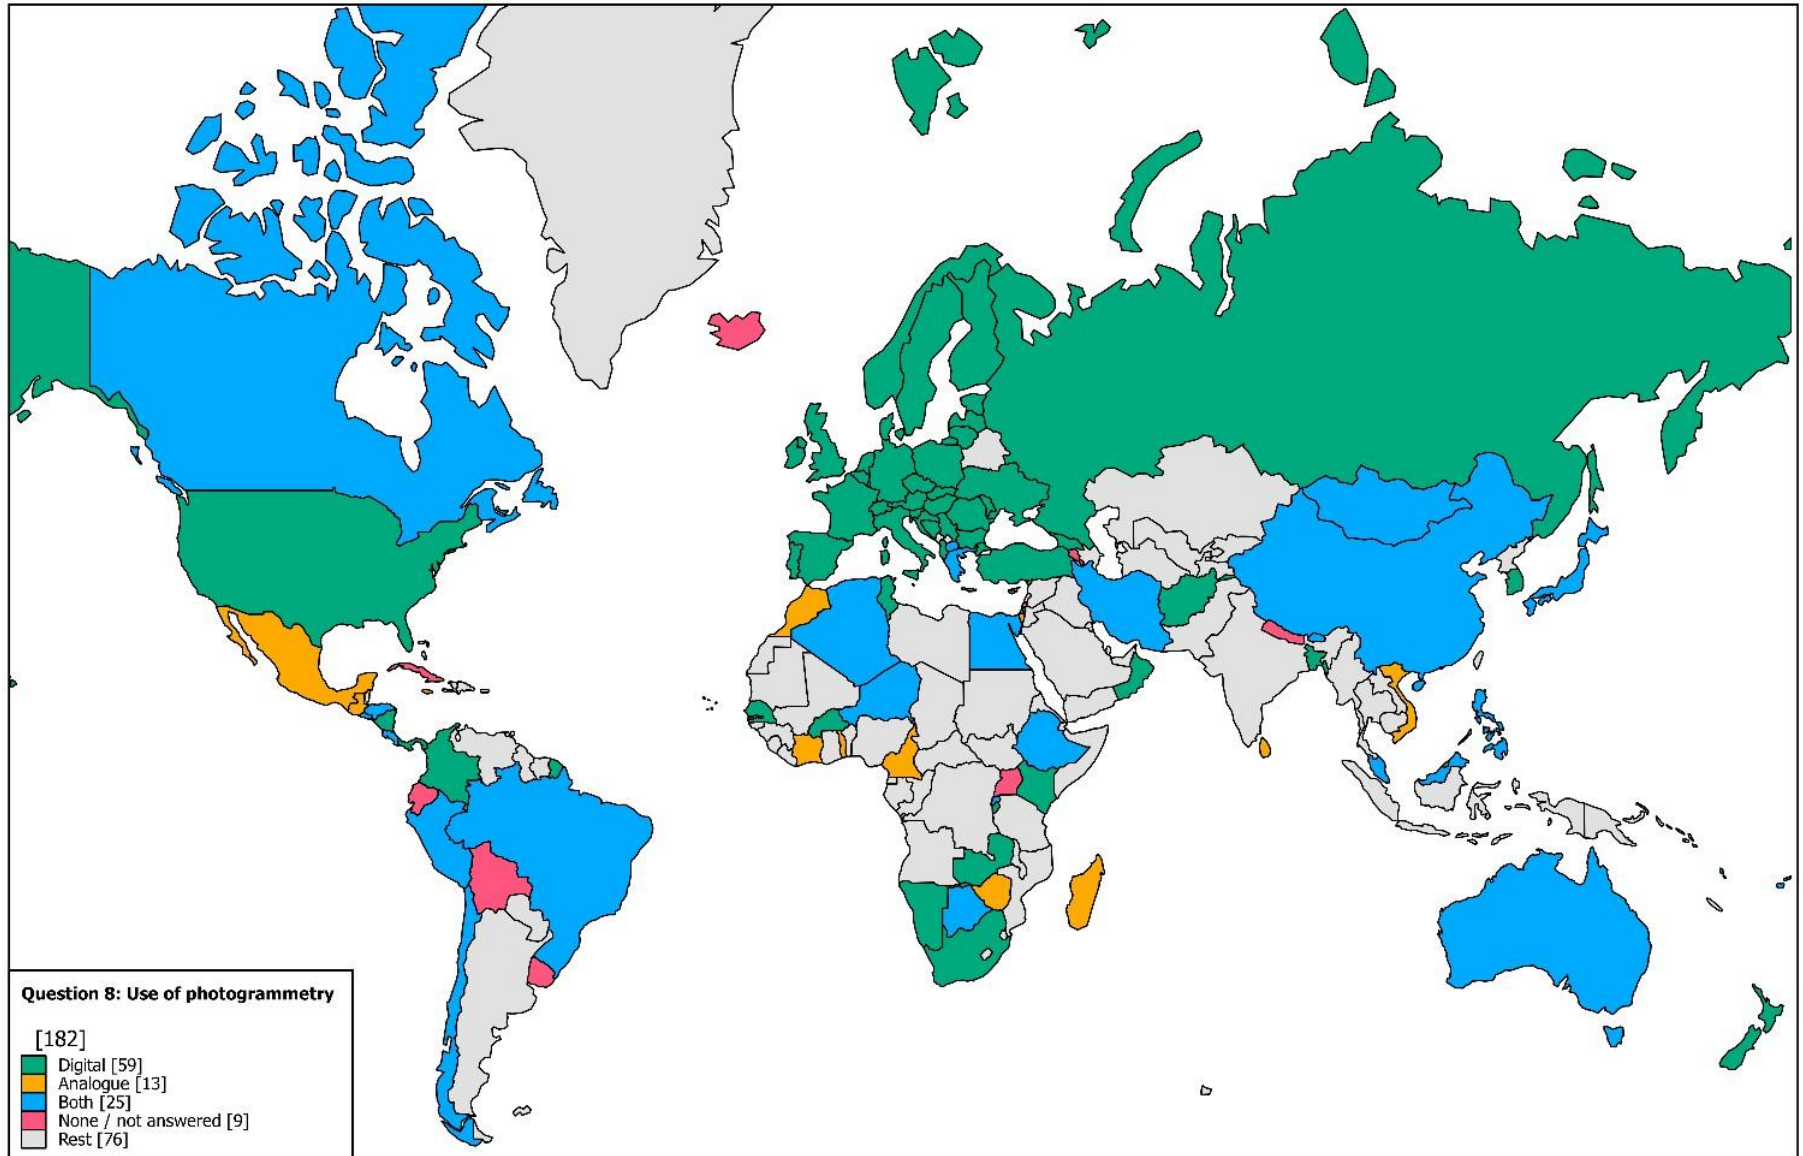 Question 8: Use of photogrammetry
[182]
Digital [59]
Analogue [13]
Both [25]
None / not answered [9]
Rest [76]